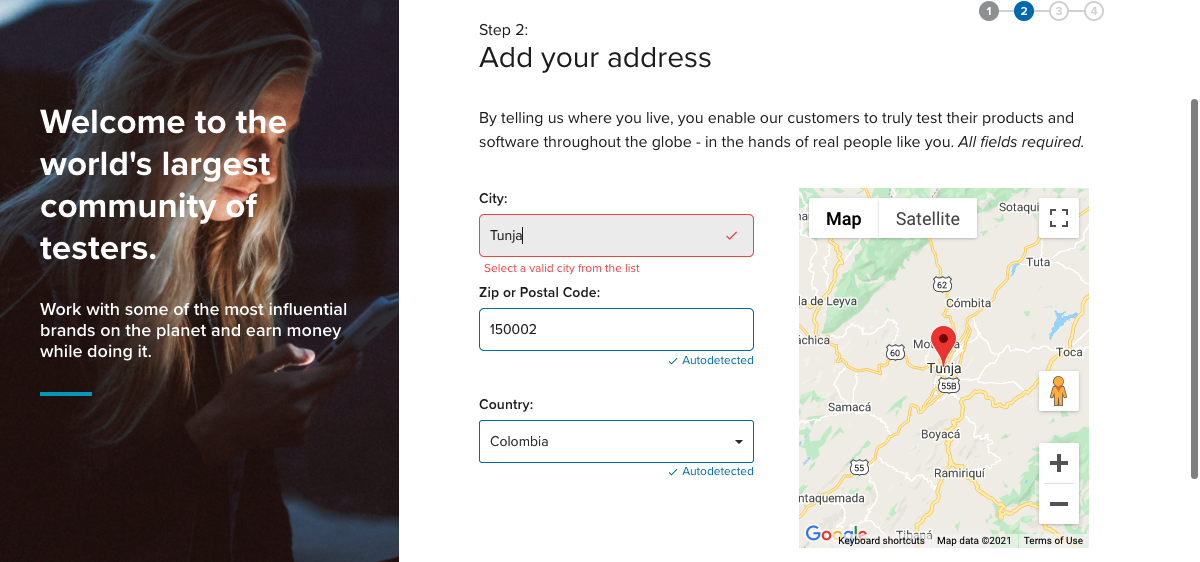 Welcome to the
world's largest
community of
testers.
Work with some of the most influential
brands on the planet and earn money
while doing it.
1
2
3
4
Step 2:
Add your address
By telling us where you live, you enable our customers to truly test their products and
software throughout the globe - in the hands of real people like you. All fields required.
City:
Tunja
Select a valid city from the list
Zip or Postal Code:
150002
Autodetected
Country:
Colombia
Autodetected
Map
Satellite
Sotaqui
Tuta
62
la de Leyva
Cómbita
60
Toca
Tunja
55B
Samacá
Boyacá
55
Ramiriquí
ntaquemada
Google
Keyboard shortcuts
Map data ©2021
Terms of Use